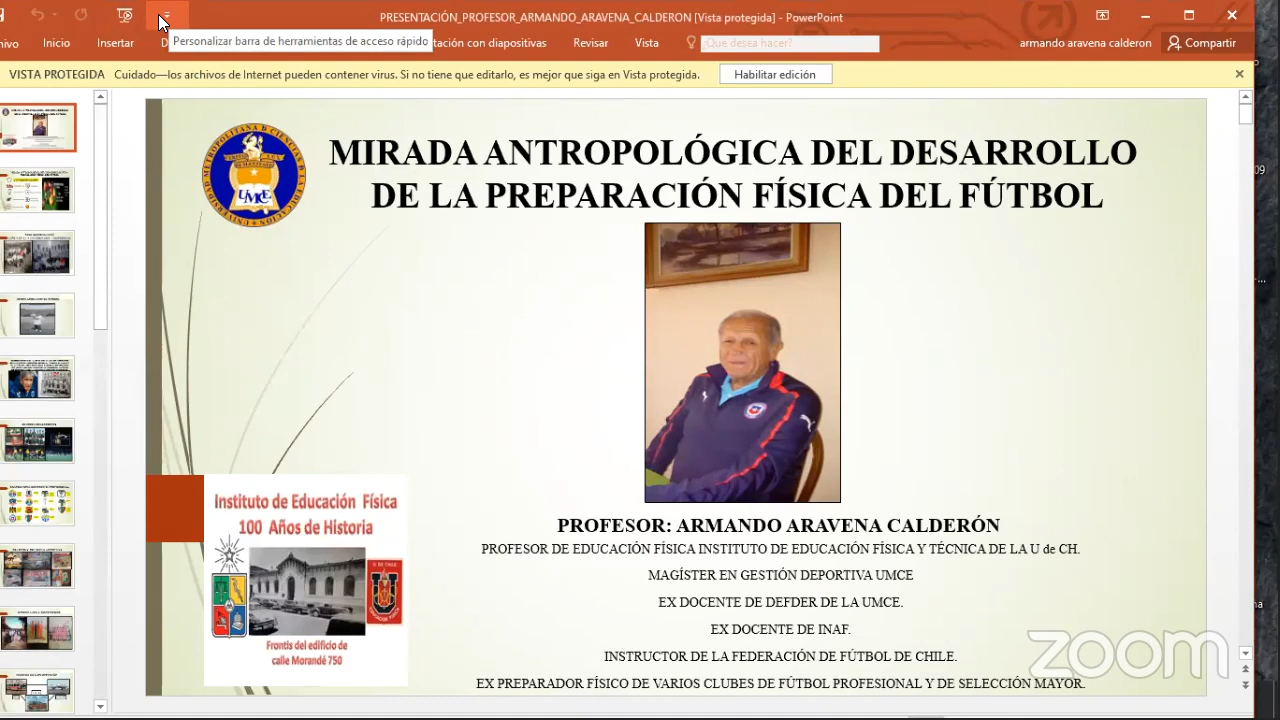 PRESENTACIÓN_PROFESOR_ARMANDO_ARAVENA_CALDERON [Vista protegida] - PowerPoint
Inicio
Insertar
D
Personalizar barra de herramientas de acceso rápido
tación con diapositivas
Revisar
Vista
¿Qué desea hacer?
armando aravena calderon
Compartir
VISTA PROTEGIDA
Cuidado—los archivos de Internet pueden contener virus. Si no tiene que editarlo, es mejor que siga en Vista protegida.
Habilitar edición
MIRADA ANTROPOLÓGICA DEL DESARROLLO
DE LA PREPARACIÓN FÍSICA DEL FÚTBOL
UMCE
Instituto de Educación Física
100 Años de Historia
Frontis del edificio de
calle Morandé 750
PROFESOR: ARMANDO ARAVENA CALDERÓN
PROFESOR DE EDUCACIÓN FÍSICA INSTITUTO DE EDUCACIÓN FÍSICA Y TÉCNICA DE LA U de CH.
MAGÍSTER EN GESTIÓN DEPORTIVA UMCE
EX DOCENTE DE DEFDER DE LA UMCE.
EX DOCENTE DE INAF.
INSTRUCTOR DE LA FEDERACIÓN DE FÚTBOL DE CHILE.
EX PREPARADOR FÍSICO DE VARIOS CLUBES DE FÚTBOL PROFESIONAL Y DE SELECCIÓN MAYOR
zoom